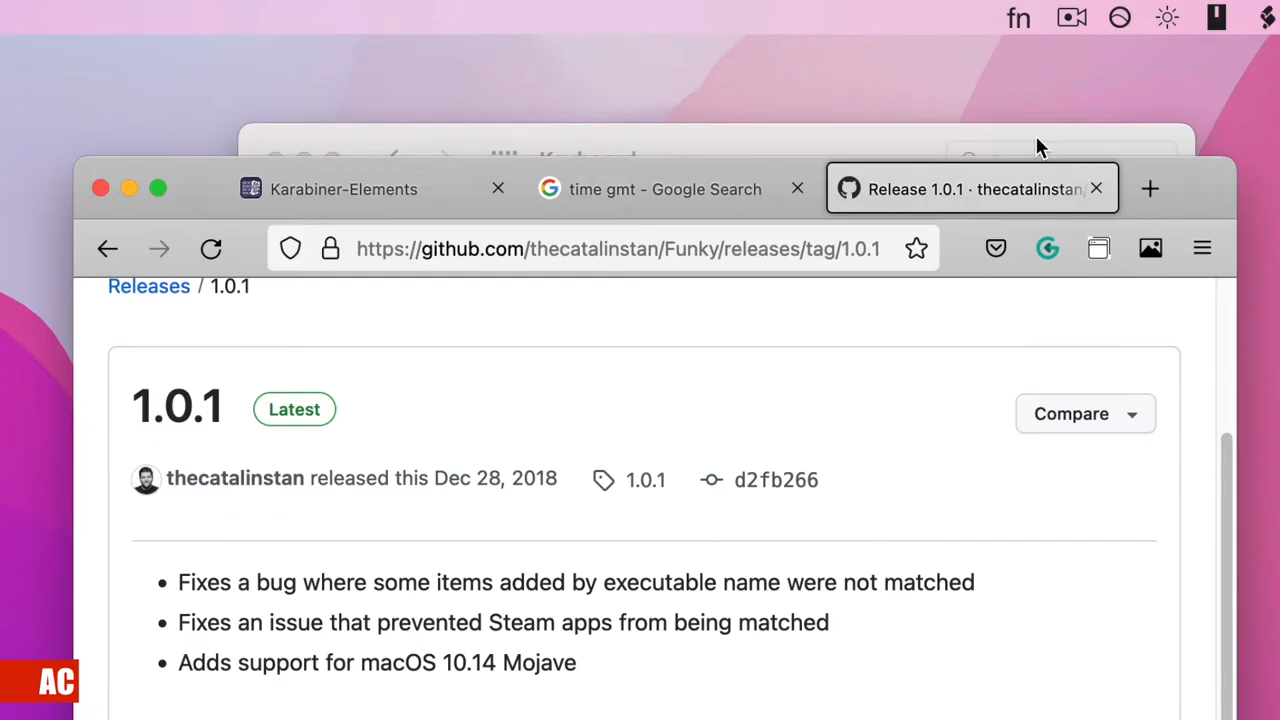 fn
Keyboard
Karabiner-Elements
time gmt - Google Search
Release 1.0.1 · thecatalinstan/
https://github.com/thecatalinstan/Funky/releases/tag/1.0.1
Releases / 1.0.1
1.0.1
Latest
Compare
thecatalinstan released this Dec 28, 2018
1.0.1
d2fb266
• Fixes a bug where some items added by executable name were not matched
• Fixes an issue that prevented Steam apps from being matched
• Adds support for macOS 10.14 Mojave
AC